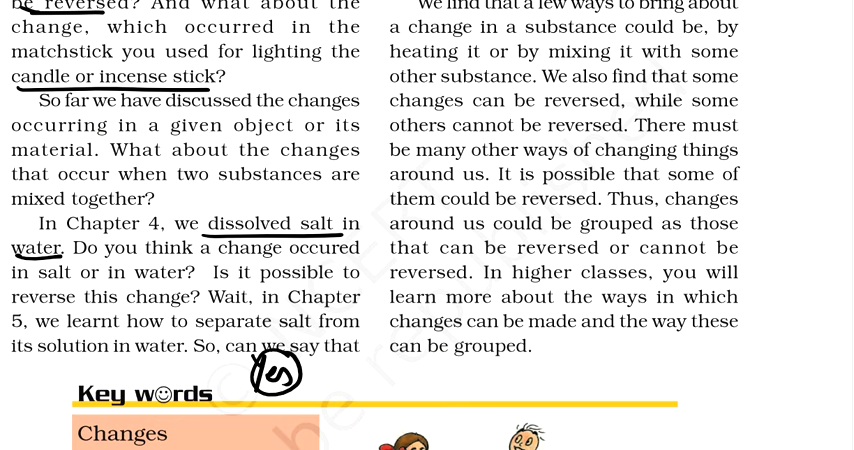 be reversed? And what about the
change, which occurred in the
matchstick you used for lighting the
candle or incense stick?
So far we have discussed the changes
occurring in a given object or its
material. What about the changes
that occur when two substances are
mixed together?
In Chapter 4, we dissolved salt in
water. Do you think a change occured
in salt or in water? Is it possible to
reverse this change? Wait, in Chapter
5, we learnt how to separate salt from
its solution in water. So, can we say that
Yes
We find that a few ways to bring about
a change in a substance could be, by
heating it or by mixing it with some
other substance. We also find that some
changes can be reversed, while some
others cannot be reversed. There must
be many other ways of changing things
around us. It is possible that some of
them could be reversed. Thus, changes
around us could be grouped as those
that can be reversed or cannot be
reversed. In higher classes, you will
learn more about the ways in which
changes can be made and the way these
can be grouped.
Key words
Changes